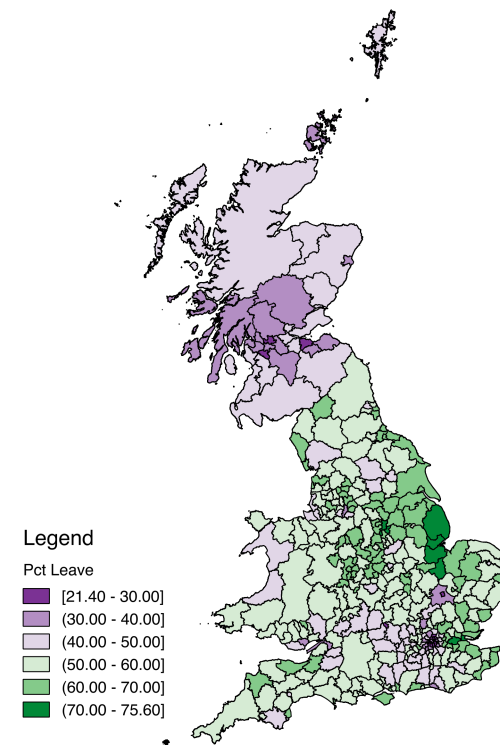 Legend
Pct Leave
[21.40 - 30.00]
(30.00 - 40.00]
(40.00 - 50.00]
(50.00 - 60.00]
(60.00 - 70.00]
(70.00 - 75.60]